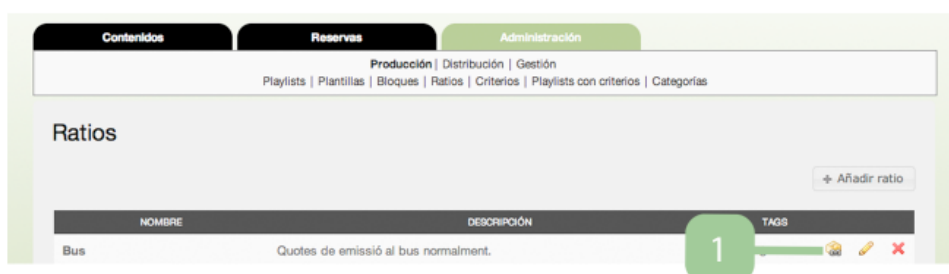 Contenidos Reservas Administración
Producción | Distribución | Gestión
Playlists | Plantillas | Bloques | Ratios | Criterios | Playlists con criterios | Categorías
Ratios
+ Añadir ratio
NOMBRE DESCRIPCIÓN TAGS
Bus Quotes de emissió al bus normalment. 1